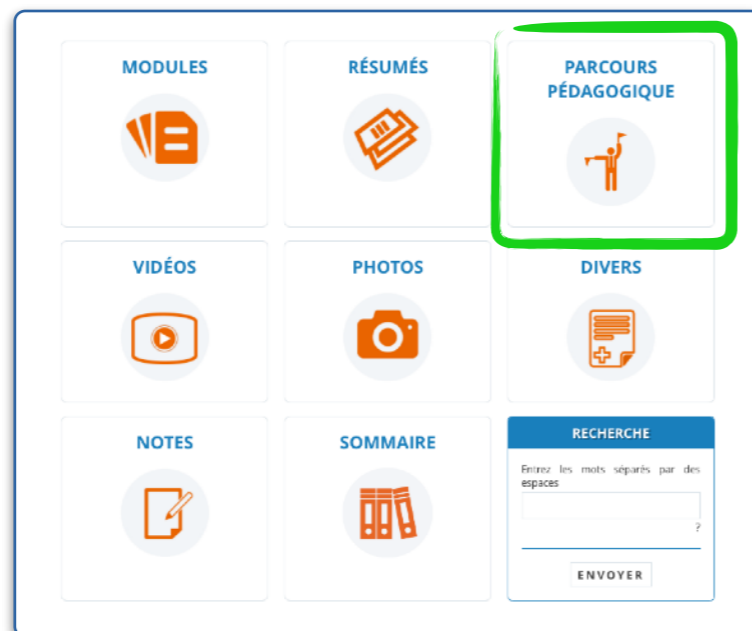 MODULES
RÉSUMÉS
PARCOURS
PÉDAGOGIQUE
VIDÉOS
PHOTOS
DIVERS
NOTES
SOMMAIRE
RECHERCHE
Entrez les mots séparés par des
espaces
?
ENVOYER